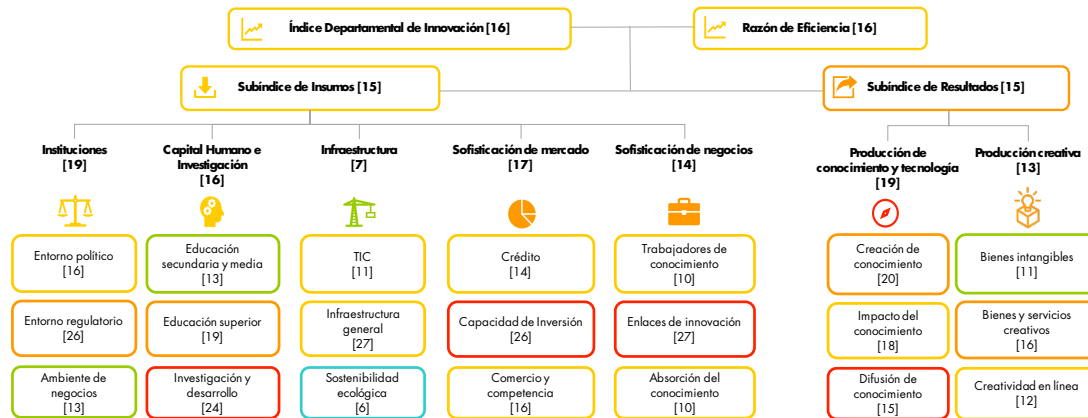 Índice Departamental de Innovación [16]
Razón de Eficiencia [16]
Subíndice de Insumos [15]
Subíndice de Resultados [15]
Instituciones
[19]
Capital Humano e
Investigación
[16]
Infraestructura
[7]
Sofisticación de mercado
[17]
Sofisticación de negocios
[14]
Producción de
conocimiento y tecnología
[19]
Producción creativa
[13]
Entorno político
[16]
Educación
secundaria y media
[13]
TIC
[11]
Crédito
[14]
Trabajadores de
conocimiento
[10]
Creación de
conocimiento
[20]
Bienes intangibles
[11]
Entorno regulatorio
[26]
Educación superior
[19]
Infraestructura
general
[27]
Capacidad de Inversión
[26]
Enlaces de innovación
[27]
Impacto del
conocimiento
[18]
Bienes y servicios
creativos
[16]
Ambiente de
negocios
[13]
Investigación y
desarrollo
[24]
Sostenibilidad
ecológica
[6]
Comercio y
competencia
[16]
Absorción del
conocimiento
[10]
Difusión de
conocimiento
[15]
Creatividad en línea
[12]